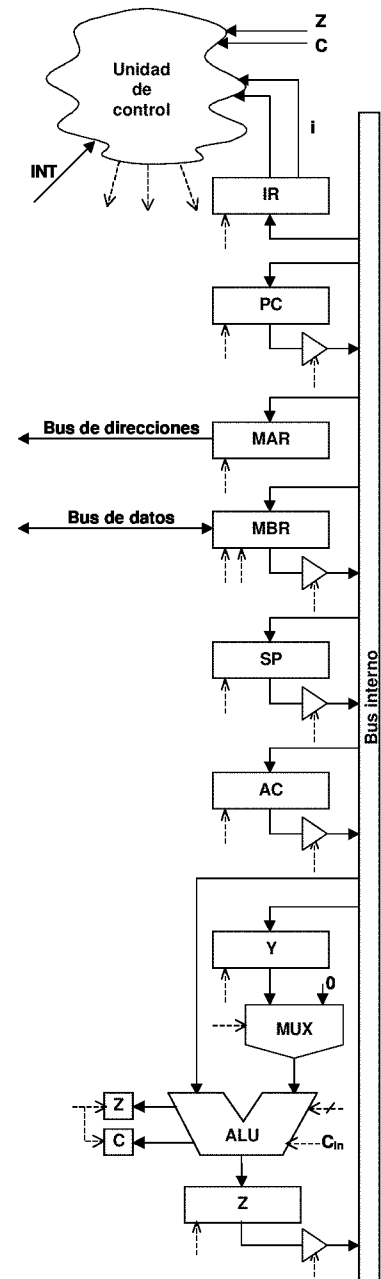 Z
C
Unidad
de
control
i
INT
IR
PC
Bus de direcciones
MAR
Bus de datos
MBR
SP
Bus interno
AC
Y
0
MUX
Z
C
ALU
Cin
Z